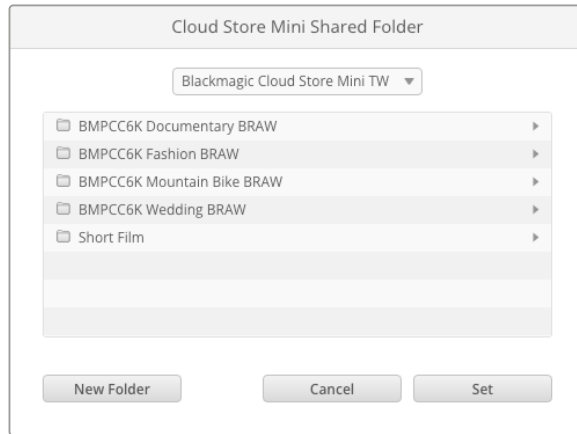 Cloud Store Mini Shared Folder
Blackmagic Cloud Store Mini TW
BMPCC6K Documentary BRAW
BMPCC6K Fashion BRAW
BMPCC6K Mountain Bike BRAW
BMPCC6K Wedding BRAW
Short Film
New Folder Cancel Set